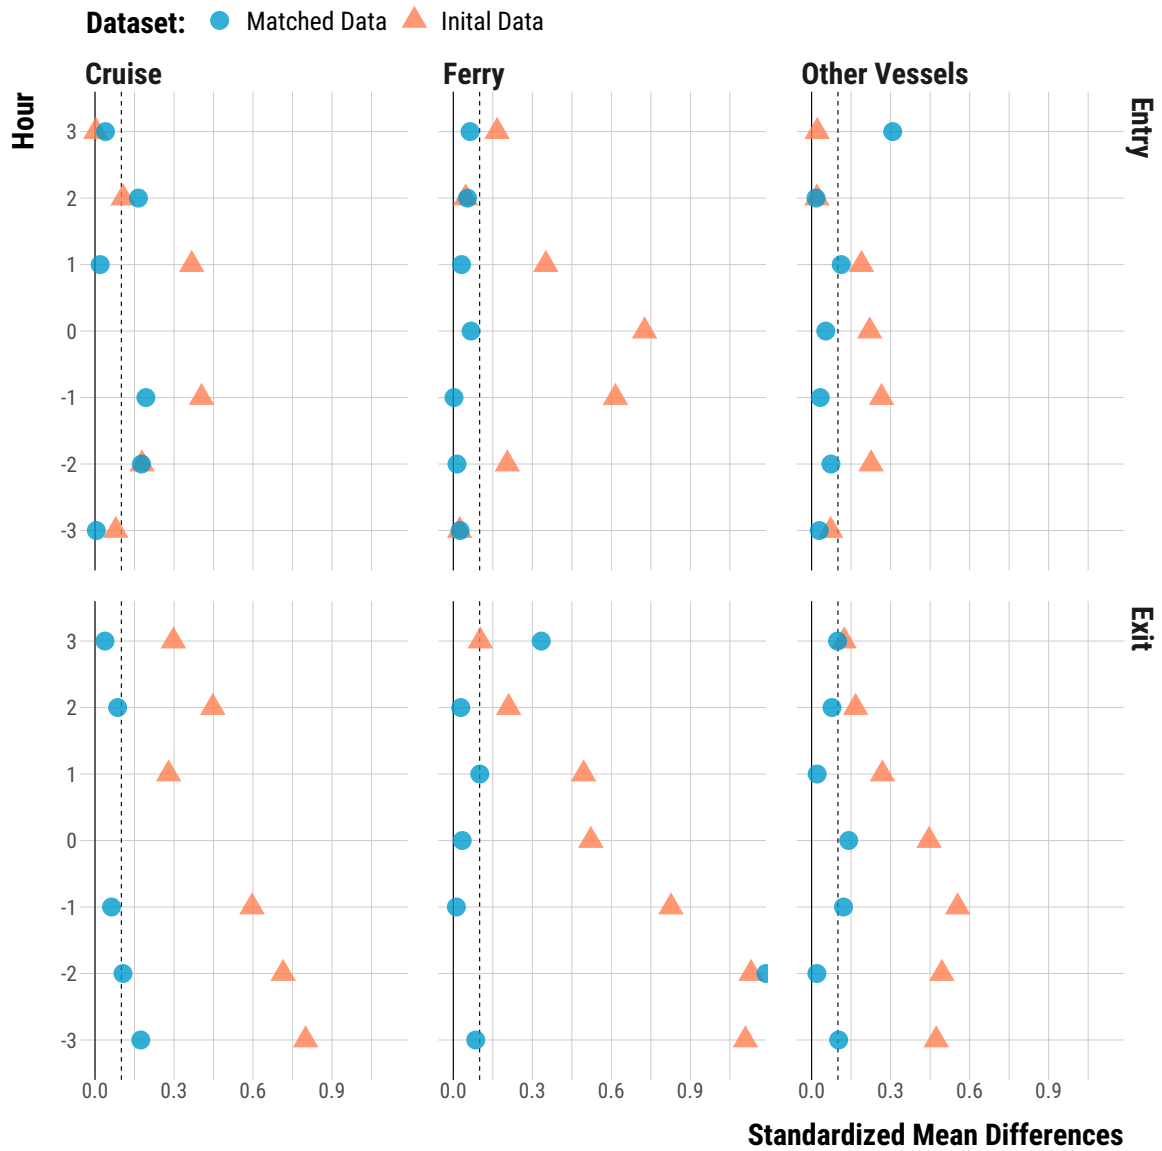 Dataset: Matched Data Inital Data
Cruise Ferry Other Vessels
Hour
Entry
3
2
1
0
-1
-2
-3
Exit
3
2
1
0
-1
-2
-3
0.0 0.3 0.6 0.9 0.0 0.3 0.6 0.9 0.0 0.3 0.6 0.9
Standardized Mean Differences